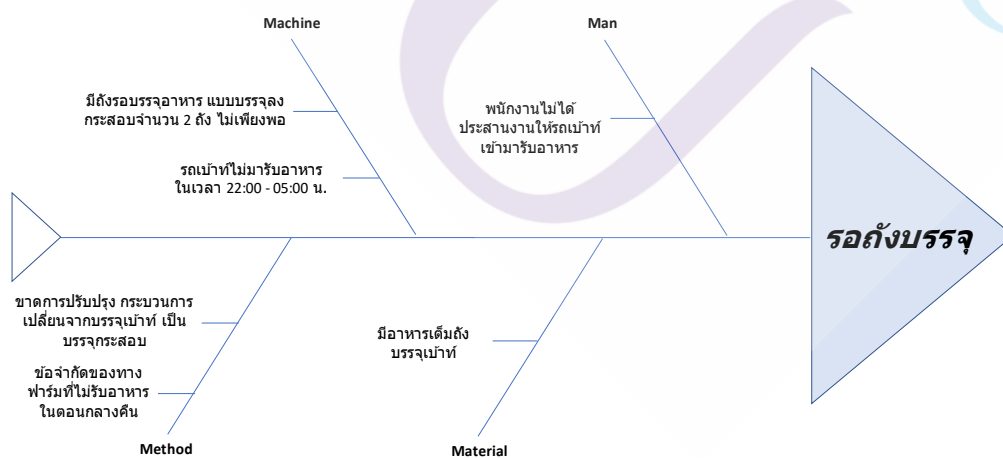 Machine
Man
มีถังรอบรรจุอาหาร แบบบรรจุลง
กระสอบจำนวน 2 ถัง ไม่เพียงพอ
พนักงานไม่ได้
ประสานงานให้รถเบ้าท์
เข้ามารับอาหาร
รถเบ้าท์ไม่มารับอาหาร
ในเวลา 22:00 - 05:00 น.
รอถังบรรจุ
ขาดการปรับปรุง กระบวนการ
เปลี่ยนจากบรรจุเบ้าท์ เป็น
บรรจุกระสอบ
มีอาหารเต็มถัง
บรรจุเบ้าท์
ข้อจำกัดของทาง
ฟาร์มที่ไม่รับอาหาร
ในตอนกลางคืน
Method
Material